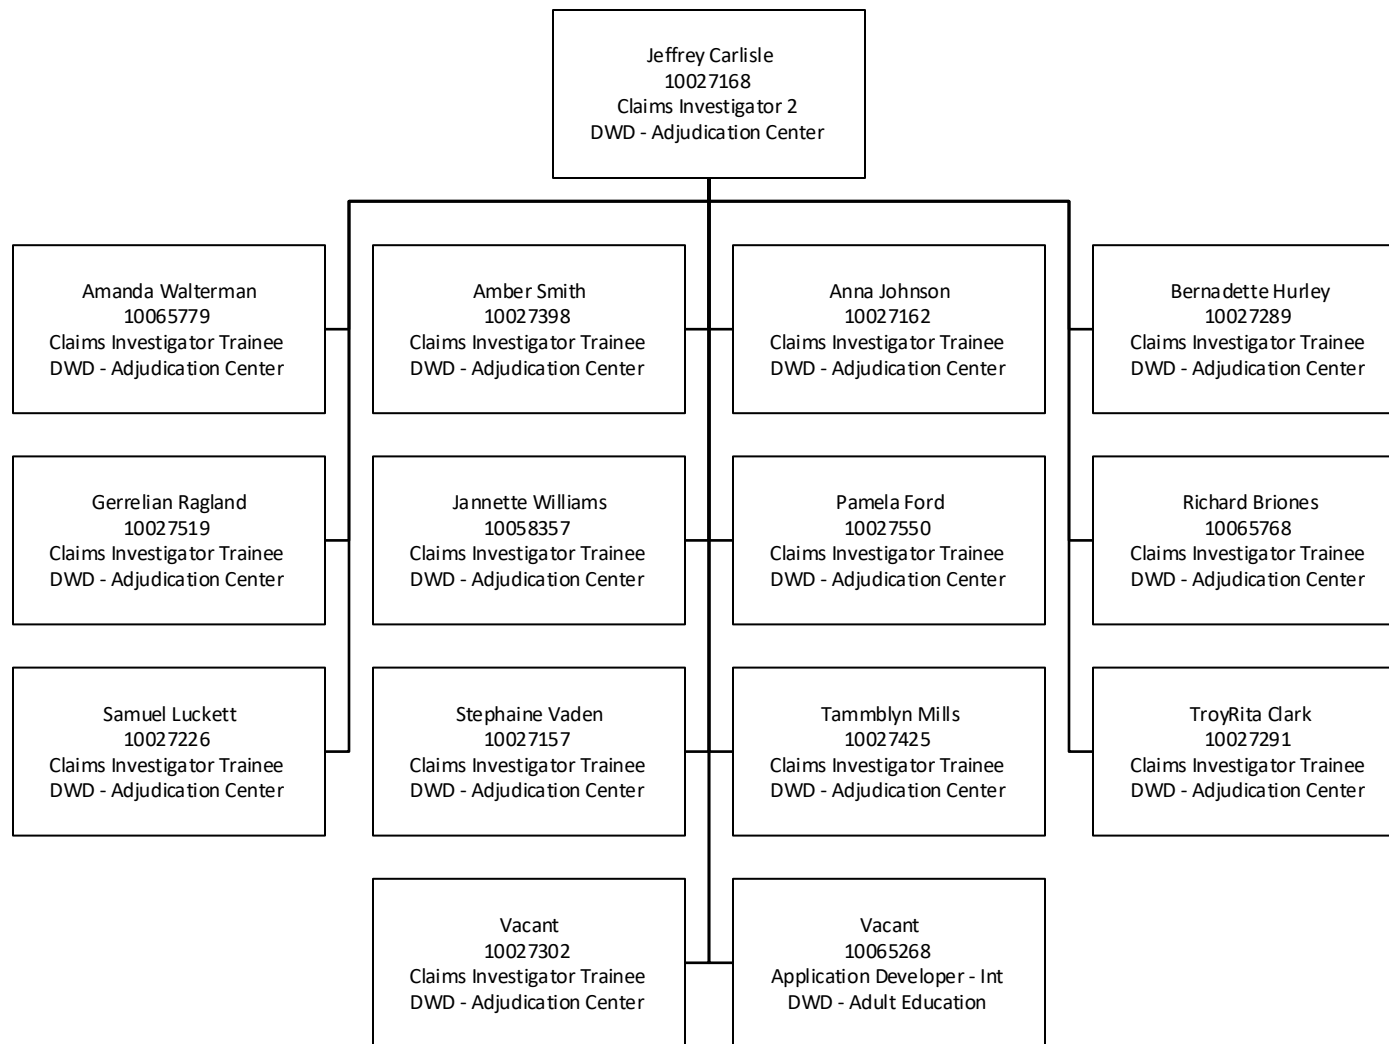 Jeffrey Carlisle
10027168
Claims Investigator 2
DWD - Adjudication Center
Amanda Walterman
10065779
Claims Investigator Trainee
DWD - Adjudication Center
Amber Smith
10027398
Claims Investigator Trainee
DWD - Adjudication Center
Anna Johnson
10027162
Claims Investigator Trainee
DWD - Adjudication Center
Bernadette Hurley
10027289
Claims Investigator Trainee
DWD - Adjudication Center
Gerrelian Ragland
10027519
Claims Investigator Trainee
DWD - Adjudication Center
Jannette Williams
10058357
Claims Investigator Trainee
DWD - Adjudication Center
Pamela Ford
10027550
Claims Investigator Trainee
DWD - Adjudication Center
Richard Briones
10065768
Claims Investigator Trainee
DWD - Adjudication Center
Samuel Luckett
10027226
Claims Investigator Trainee
DWD - Adjudication Center
Stephaine Vaden
10027157
Claims Investigator Trainee
DWD - Adjudication Center
Tammblyn Mills
10027425
Claims Investigator Trainee
DWD - Adjudication Center
TroyRita Clark
10027291
Claims Investigator Trainee
DWD - Adjudication Center
Vacant
10027302
Claims Investigator Trainee
DWD - Adjudication Center
Vacant
10065268
Application Developer - Int
DWD - Adult Education